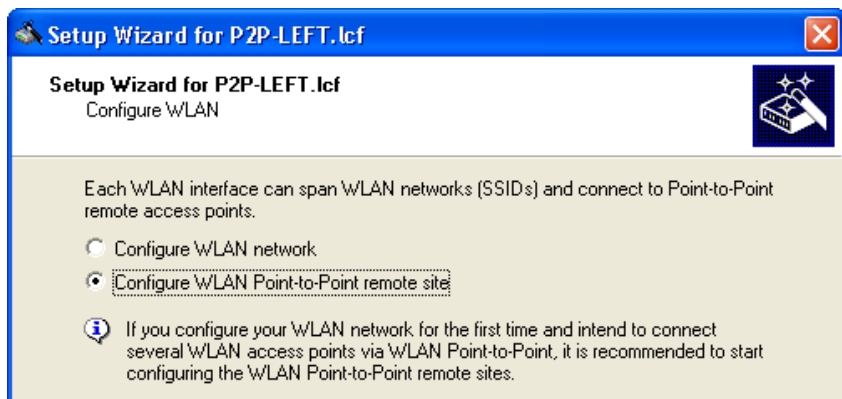 Setup Wizard for P2P-LEFT.lcf
Setup Wizard for P2P-LEFT.lcf
Configure WLAN
Each WLAN interface can span WLAN networks (SSIDs) and connect to Point-to-Point
remote access points.
Configure WLAN network
Configure WLAN Point-to-Point remote site
If you configure your WLAN network for the first time and intend to connect
several WLAN access points via WLAN Point-to-Point, it is recommended to start
configuring the WLAN Point-to-Point remote sites.